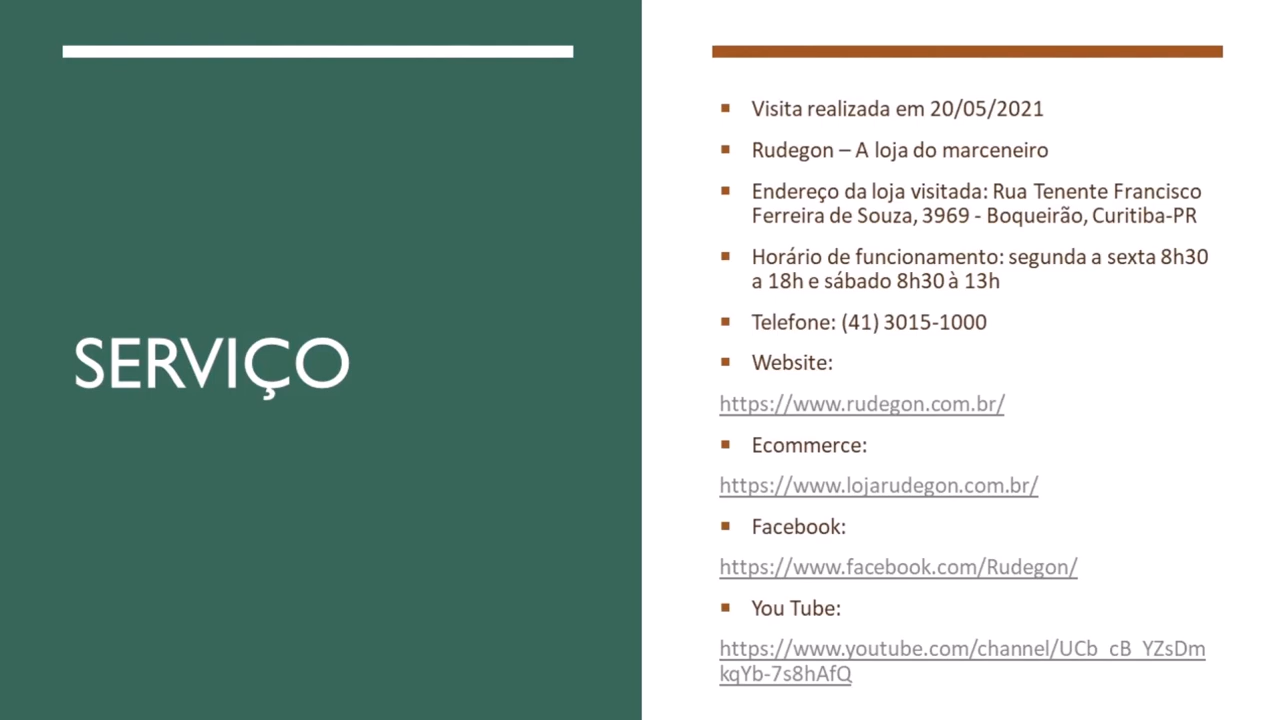 SERVIÇO
Visita realizada em 20/05/2021
Rudegon – A loja do marceneiro
Endereço da loja visitada: Rua Tenente Francisco
Ferreira de Souza, 3969 - Boqueirão, Curitiba-PR
Horário de funcionamento: segunda a sexta 8h30
a 18h e sábado 8h30 à 13h
Telefone: (41) 3015-1000
Website:
https://www.rudegon.com.br/
Ecommerce:
https://www.lojarudegon.com.br/
Facebook:
https://www.facebook.com/Rudegon/
You Tube:
https://www.youtube.com/channel/UCb_cB_YZsDm
kqYb-7s8hAfQ